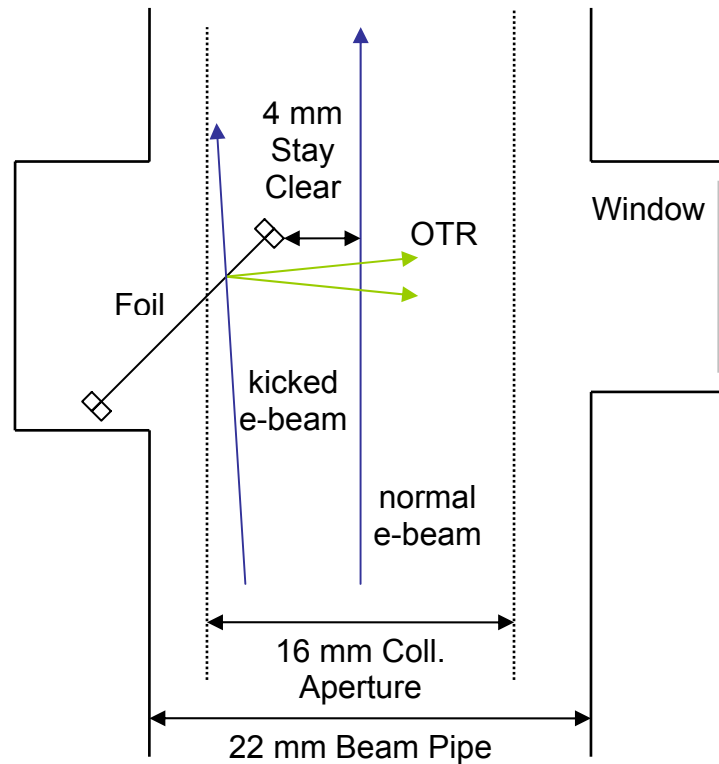 4 mm
Stay
Clear
Window
OTR
Foil
kicked
e-beam
normal
e-beam
16 mm Coll.
Aperture
22 mm Beam Pipe